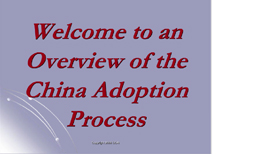 Welcome to an
Overview of the
China Adoption
Process